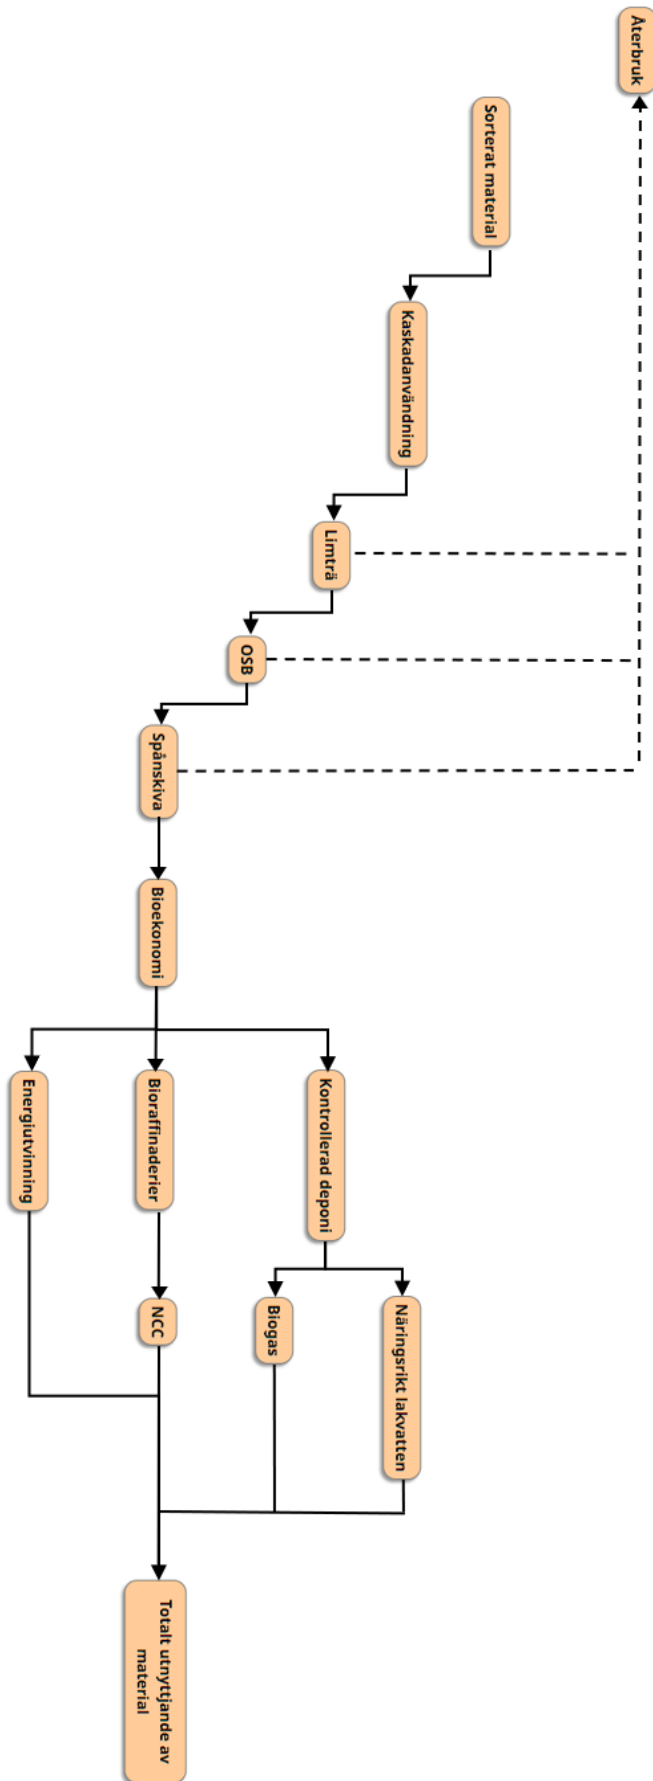 Återbruk
Sorterat material
Kaskadanvändning
Limträ
OSB
Spånskiva
Bioekonomi
Kontrollerad deponi
Bioraffinaderier
Energiutvinning
Näringsrikt lakvatten
Biogas
NCC
Totalt utnyttjande av
material